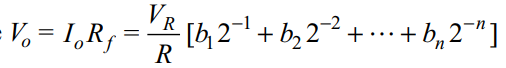 V_o = I_o R_f = \frac{V_R}{R} [b_1 2^{-1} + b_2 2^{-2} + \cdots + b_n 2^{-n}]